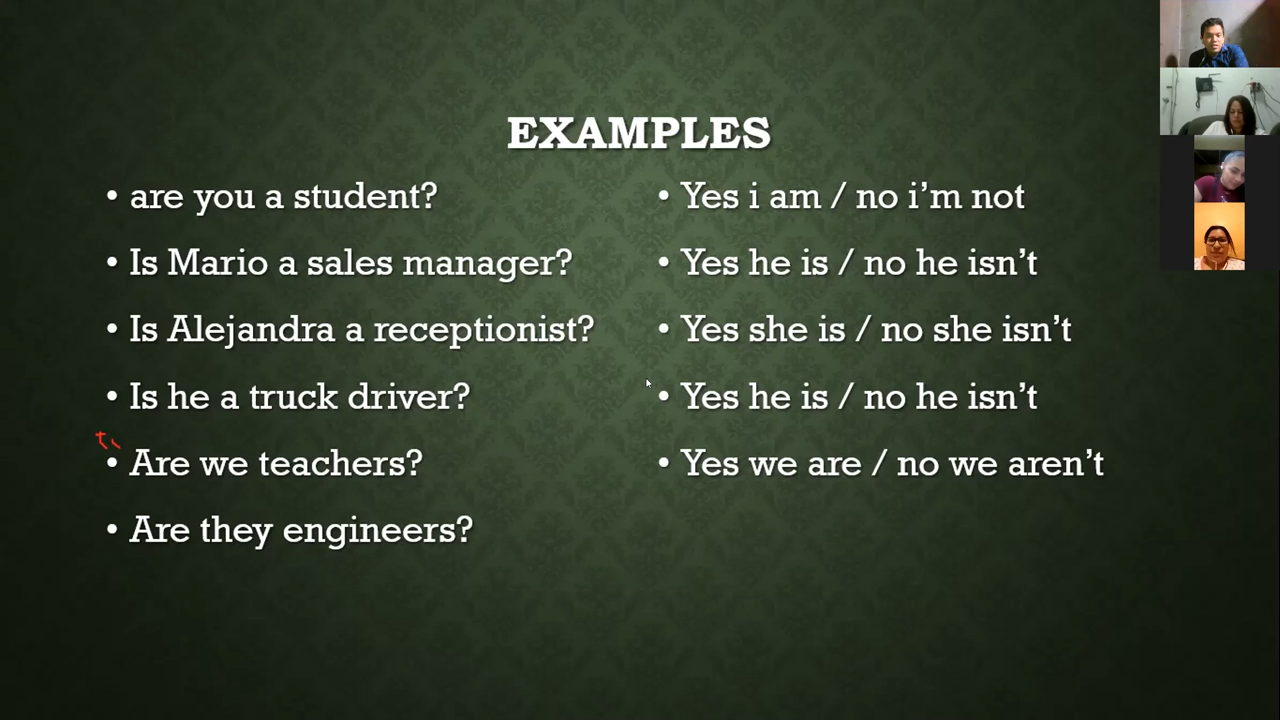 EXAMPLES
• are you a student?
• Yes i am / no i’m not
• Is Mario a sales manager?
• Yes he is / no he isn’t
• Is Alejandra a receptionist?
• Yes she is / no she isn’t
• Is he a truck driver?
• Yes he is / no he isn’t
• Are we teachers?
• Yes we are / no we aren’t
• Are they engineers?